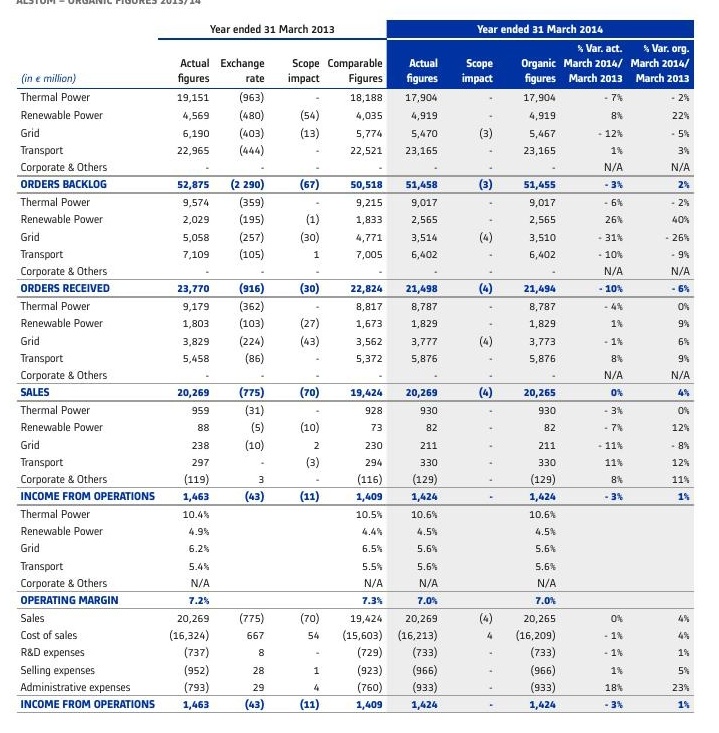 ALSTOM – ORGANIC FIGURES 2013/14
Year ended 31 March 2013 Year ended 31 March 2014
(in € million) Actual figures Exchange rate Scope impact Comparable Figures Actual figures Scope impact Organic figures % Var. act. March 2014/ March 2013 % Var. org. March 2014/ March 2013
Thermal Power 19,151 (963) - 18,188 17,904 - 17,904 - 7% - 2%
Renewable Power 4,569 (480) (54) 4,035 4,919 - 4,919 8% 22%
Grid 6,190 (403) (13) 5,774 5,470 (3) 5,467 - 12% - 5%
Transport 22,965 (444) - 22,521 23,165 - 23,165 1% 3%
Corporate & Others - - - - - - - N/A N/A
ORDERS BACKLOG 52,875 (2 290) (67) 50,518 51,458 (3) 51,455 - 3% 2%
Thermal Power 9,574 (359) - 9,215 9,017 - 9,017 - 6% - 2%
Renewable Power 2,029 (195) (1) 1,833 2,565 - 2,565 26% 40%
Grid 5,058 (257) (30) 4,771 3,514 (4) 3,510 - 31% - 26%
Transport 7,109 (105) 1 7,005 6,402 - 6,402 - 10% - 9%
Corporate & Others - - - - - - - N/A N/A
ORDERS RECEIVED 23,770 (916) (30) 22,824 21,498 (4) 21,494 - 10% - 6%
Thermal Power 9,179 (362) - 8,817 8,787 - 8,787 - 4% 0%
Renewable Power 1,803 (103) (27) 1,673 1,829 - 1,829 1% 9%
Grid 3,829 (224) (43) 3,562 3,777 (4) 3,773 - 1% 6%
Transport 5,458 (86) - 5,372 5,876 - 5,876 8% 9%
Corporate & Others - - - - - - - N/A N/A
SALES 20,269 (775) (70) 19,424 20,269 (4) 20,265 0% 4%
Thermal Power 959 (31) - 928 930 - 930 - 3% 0%
Renewable Power 88 (5) (10) 73 82 - 82 - 7% 12%
Grid 238 (10) 2 230 211 - 211 - 11% - 8%
Transport 297 - (3) 294 330 - 330 11% 12%
Corporate & Others (119) 3 - (116) (129) - (129) 8% 11%
INCOME FROM OPERATIONS 1,463 (43) (11) 1,409 1,424 - 1,424 - 3% 1%
Thermal Power 10.4% 10.5% 10.6% 10.6%
Renewable Power 4.9% 4.4% 4.5% 4.5%
Grid 6.2% 6.5% 5.6% 5.6%
Transport 5.4% 5.5% 5.6% 5.6%
Corporate & Others N/A N/A N/A N/A
OPERATING MARGIN 7.2% 7.3% 7.0% 7.0%
Sales 20,269 (775) (70) 19,424 20,269 (4) 20,265 0% 4%
Cost of sales (16,324) 667 54 (15,603) (16,213) 4 (16,209) - 1% 4%
R&D expenses (737) 8 - (729) (733) - (733) - 1% 1%
Selling expenses (952) 28 1 (923) (966) - (966) 1% 5%
Administrative expenses (793) 29 4 (760) (933) - (933) 18% 23%
INCOME FROM OPERATIONS 1,463 (43) (11) 1,409 1,424 - 1,424 - 3% 1%